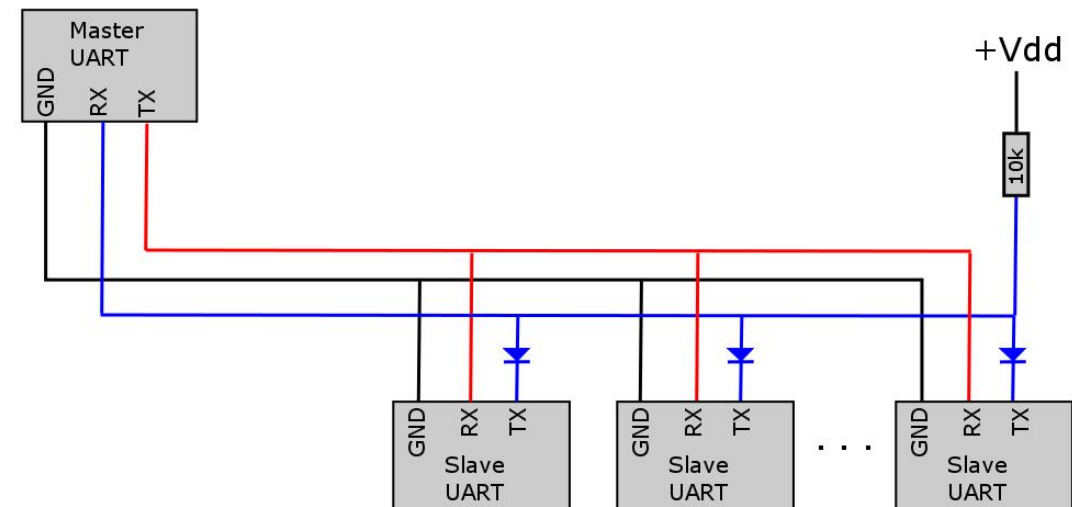 Master
UART
GND
RX
TX
+Vdd
10k
GND
RX
TX
Slave
UART
GND
RX
TX
Slave
UART
. . .
GND
RX
TX
Slave
UART